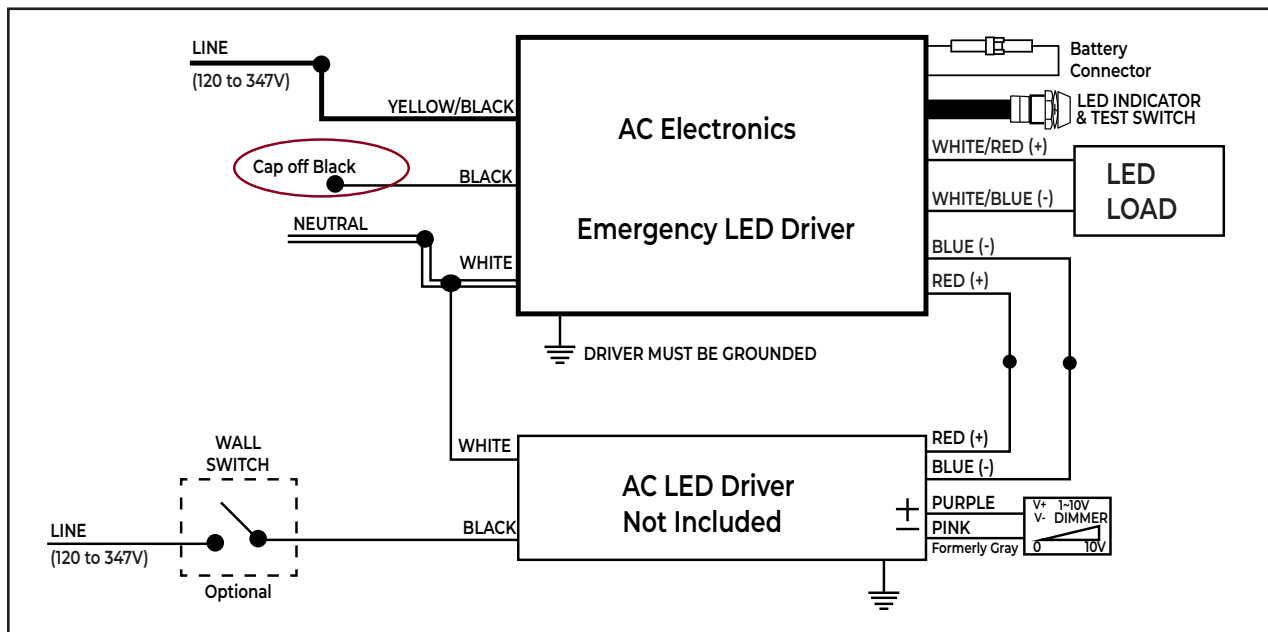 LINE
(120 to 347V)
YELLOW/BLACK
Cap off Black
BLACK
NEUTRAL
WHITE
AC Electronics
Emergency LED Driver
Battery
Connector
LED INDICATOR
& TEST SWITCH
WHITE/RED (+)
WHITE/BLUE (-)
LED
LOAD
BLUE (-)
RED (+)
DRIVER MUST BE GROUNDED
WALL
SWITCH
LINE
(120 to 347V)
Optional
WHITE
BLACK
AC LED Driver
Not Included
+
−
RED (+)
BLUE (-)
PURPLE
PINK
Formerly Gray
V+ 1~10V
V- DIMMER
0 10V